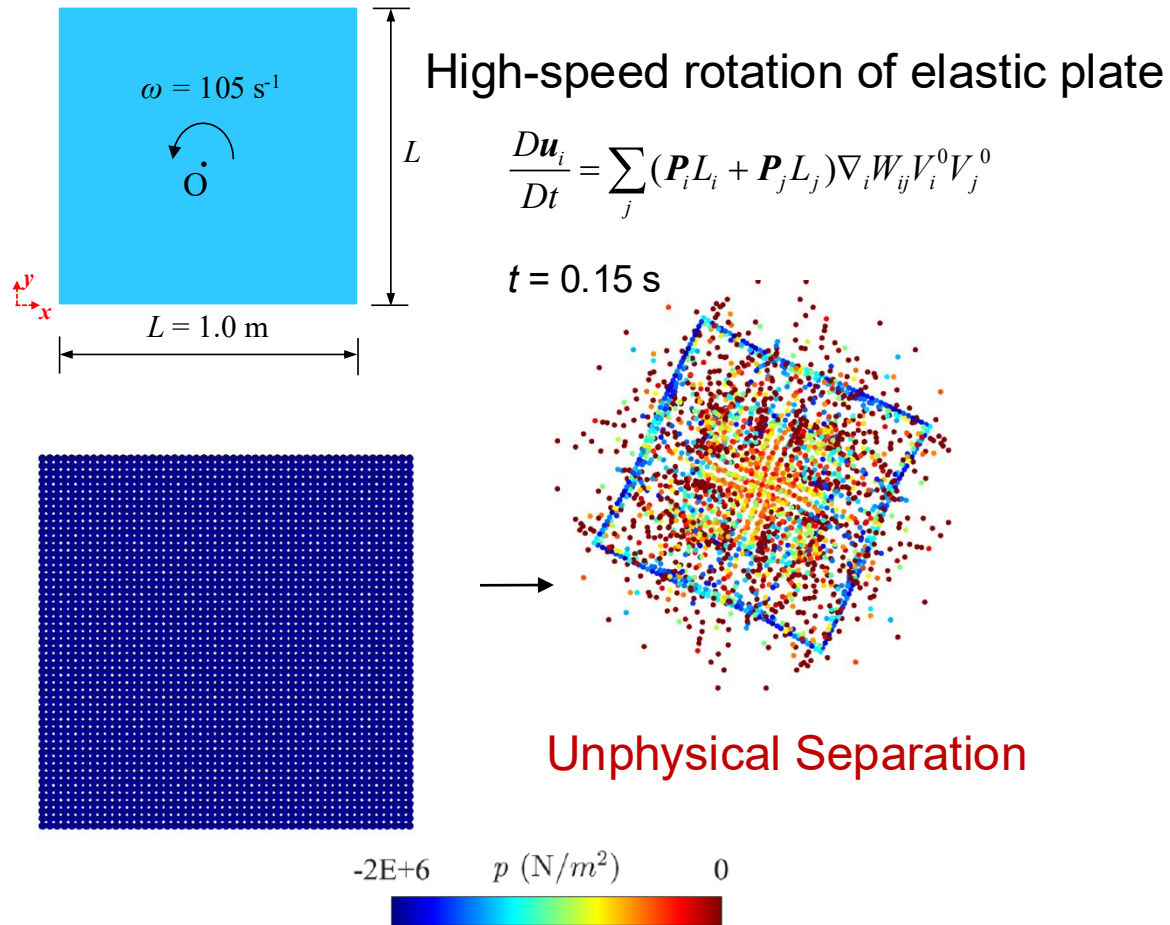 High-speed rotation of elastic plate
ω = 105 s⁻¹
O
L
y
x
L = 1.0 m
Du_i/Dt = ∑_j (P_i L_i + P_j L_j)∇_i W_ij V_i^0 V_j^0
t = 0.15 s
Unphysical Separation
-2E+6 p (N/m²) 0